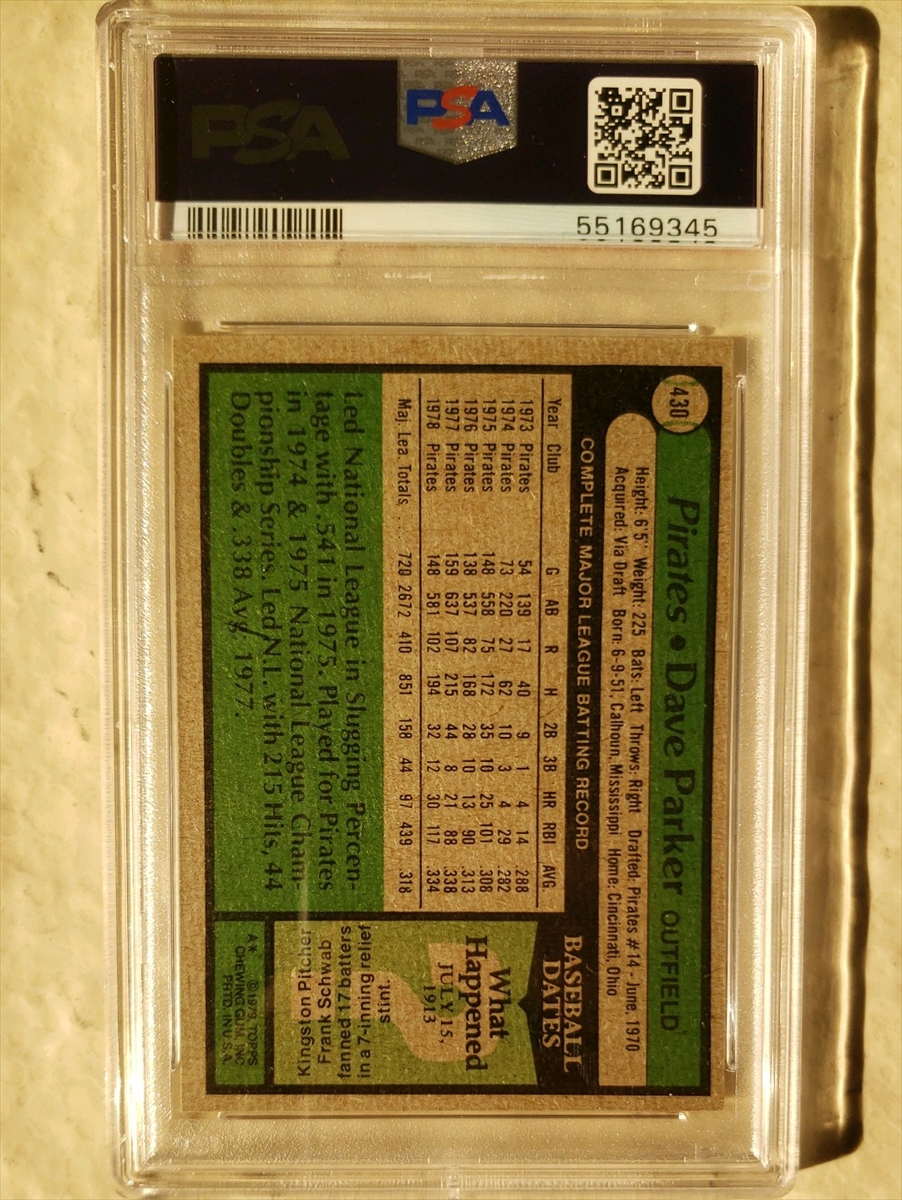 PSA
PSA
55169345
430
Pirates • Dave Parker OUTFIELD
Height: 6'5" Weight: 225 Bats: Left Throws: Right Drafted: Pirates #14 - June, 1970
Acquired: Via Draft Born: 6-9-51, Calhoun, Mississippi Home: Cincinnati, Ohio
COMPLETE MAJOR LEAGUE BATTING RECORD
Year Club G AB R H 2B 3B HR RBI AVG.
1973 Pirates 54 139 17 40 9 1 4 14 .288
1974 Pirates 73 220 27 62 10 3 4 29 .282
1975 Pirates 148 558 75 172 35 10 25 101 .308
1976 Pirates 138 537 82 168 28 10 13 90 .313
1977 Pirates 159 637 107 215 44 8 21 88 .338
1978 Pirates 148 581 102 194 32 12 30 117 .334
Maj. Lea. Totals. . . . 720 2672 410 851 158 44 97 439 .318
Led National League in Slugging Percen-
tage with .541 in 1975. Played for Pirates
in 1974 & 1975 National League Cham-
pionship Series. Led N.L. with 215 Hits, 44
Doubles & .338 Avg. 1977.
BASEBALL
DATES
What
Happened
JULY 15,
1913
Kingston Pitcher
Frank Schwab
fanned 17 batters
in a 7-inning relief
stint.
A* © 1979 TOPPS
CHEWING GUM, INC.
PRTD. IN U.S.A.